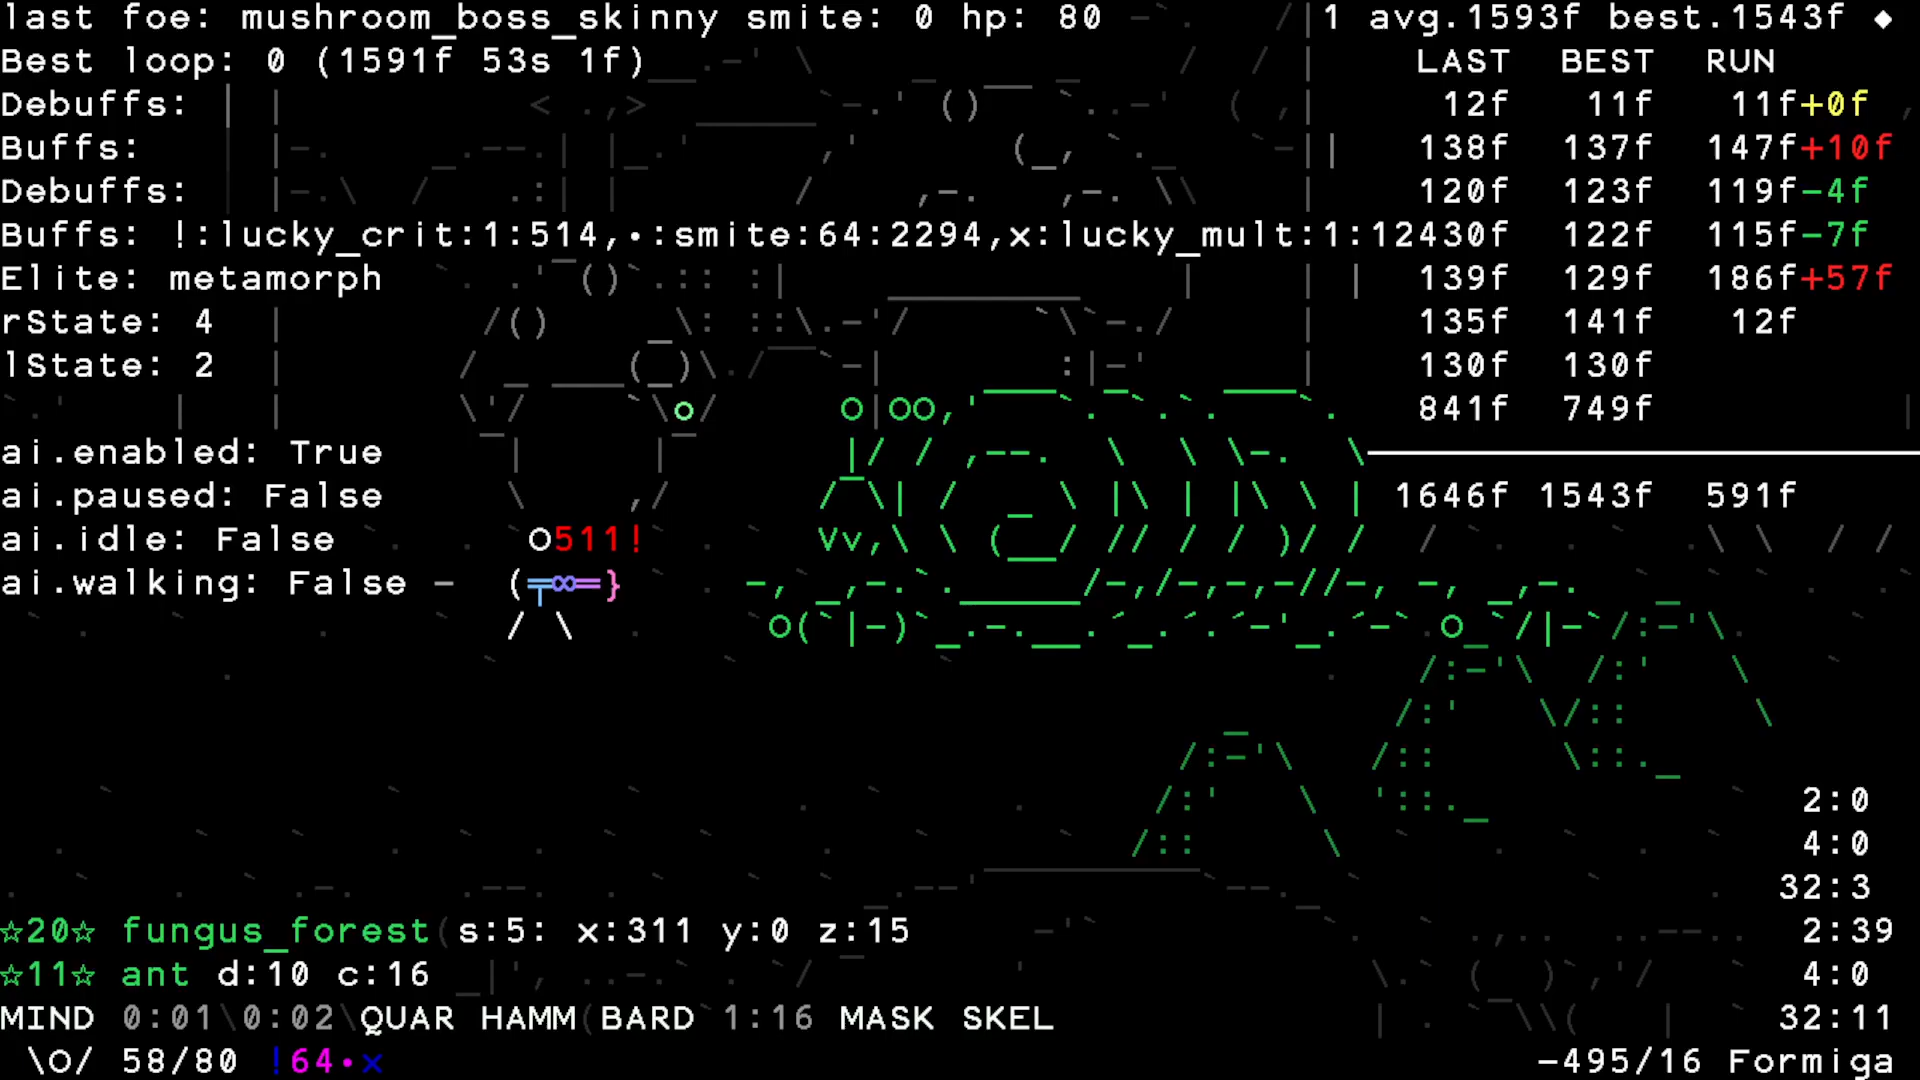 last foe: mushroom_boss_skinny smite: 0 hp: 80
1 avg.1593f best.1543f ◆
Best loop: 0 (1591f 53s 1f)
LAST BEST RUN
Debuffs:
12f 11f 11f+0f
Buffs:
138f 137f 147f+10f
Debuffs:
120f 123f 119f-4f
Buffs: !:lucky_crit:1:514,•:smite:64:2294,x:lucky_mult:1:12430f 122f 115f-7f
Elite: metamorph
139f 129f 186f+57f
rState: 4
135f 141f 12f
lState: 2
130f 130f
841f 749f
ai.enabled: True
ai.paused: False
1646f 1543f 591f
ai.idle: False
511!
ai.walking: False
2:0
4:0
32:3
☆20☆ fungus_forest(s:5: x:311 y:0 z:15
2:39
☆11☆ ant d:10 c:16
4:0
MIND 0:01\0:02\QUAR HAMM(BARD 1:16 MASK SKEL
32:11
\O/ 58/80 !64•x
-495/16 Formiga